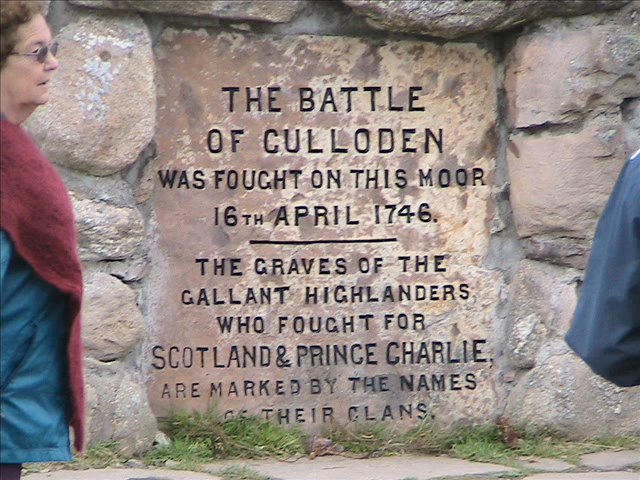 THE BATTLE
OF CULLODEN
WAS FOUGHT ON THIS MOOR
16TH APRIL 1746.
THE GRAVES OF THE
GALLANT HIGHLANDERS
WHO FOUGHT FOR
SCOTLAND & PRINCE CHARLIE,
ARE MARKED BY THE NAMES
OF THEIR CLANS.